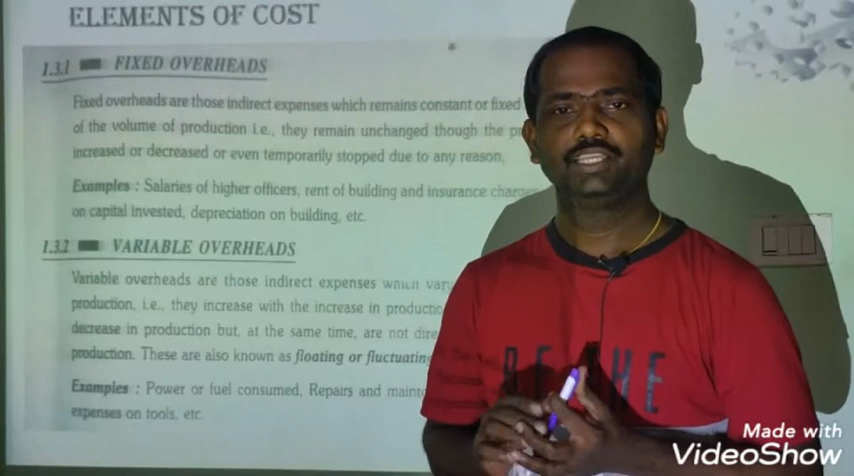 ELEMENTS OF COST
1.3.1 FIXED OVERHEADS
Fixed overheads are those indirect expenses which remains constant or fixed
of the volume of production i.e., they remain unchanged though the
increased or decreased or even temporarily stopped due to any reason,
Examples : Salaries of higher officers, rent of building and insurance
on capital invested, depreciation on building, etc.
1.3.2 VARIABLE OVERHEADS
Variable overheads are those indirect expenses which vary
production, i.e., they increase with the increase in
decrease in production but, at the same time, are not
production. These are also known as floating or fluctuating
Examples : Power or fuel consumed, Repairs and
expenses on tools, etc.
BE THE
Made with
VideoShow